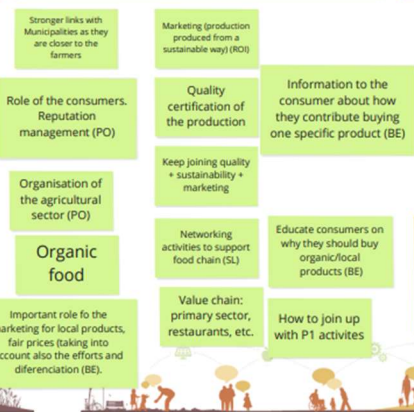 Stronger links with
Municipalities as they
are closer to the
farmers
Role of the consumers.
Reputation
management (PO)
Organisation of
the agricultural
sector (PO)
Organic
food
Important role fo the
arketing for local products,
fair prices (taking into
ccount also the efforts and
diferenciation (BE).
Marketing (production
produced from a
sustainable way) (ROI)
Quality
certification of
the production
Keep joining quality
+ sustainability +
marketing
Networking
activities to support
food chain (SL)
Value chain:
primary sector,
restaurants, etc.
Information to the
consumer about how
they contribute buying
one specific product (BE)
Educate consumers on
why they should buy
organic/local
products (BE)
How to join up
with P1 activites